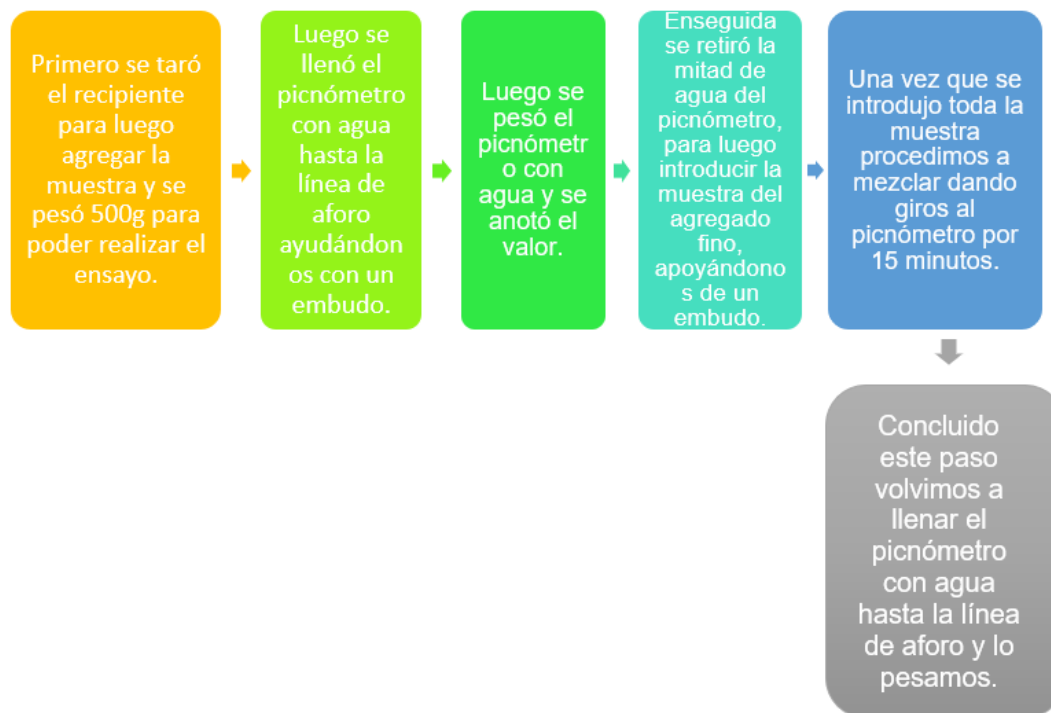 Primero se taró
el recipiente
para luego
agregar la
muestra y se
pesó 500g para
poder realizar el
ensayo.
Luego se
llenó el
picnómetro
con agua
hasta la
línea de
aforo
ayudándon
os con un
embudo.
Luego se
pesó el
picnómetr
o con
agua y se
anotó el
valor.
Enseguida
se retiró la
mitad de
agua del
picnómetro,
para luego
introducir la
muestra del
agregado
fino,
apoyándono
s de un
embudo.
Una vez que se
introdujo toda la
muestra
procedimos a
mezclar dando
giros al
picnómetro por
15 minutos.
Concluido
este paso
volvimos a
llenar el
picnómetro
con agua
hasta la línea
de aforo y lo
pesamos.